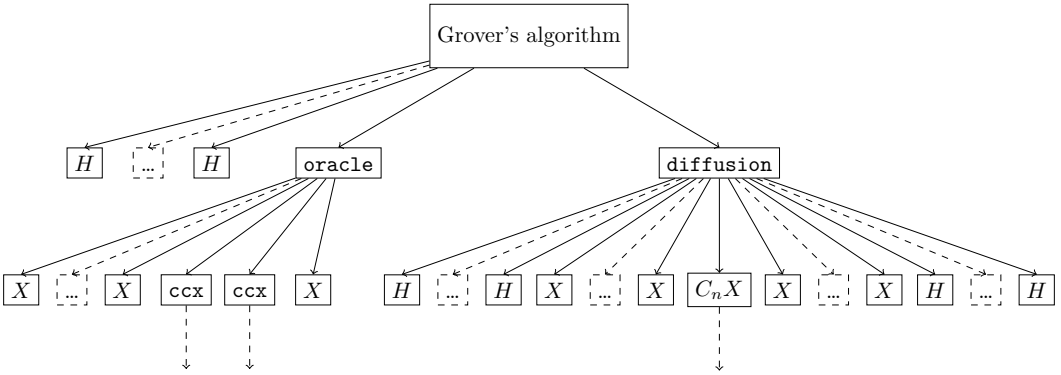 Grover's algorithm
H ... H oracle diffusion
X ... X ccx ccx X H ... H X ... X CₙX X ... X H ... H